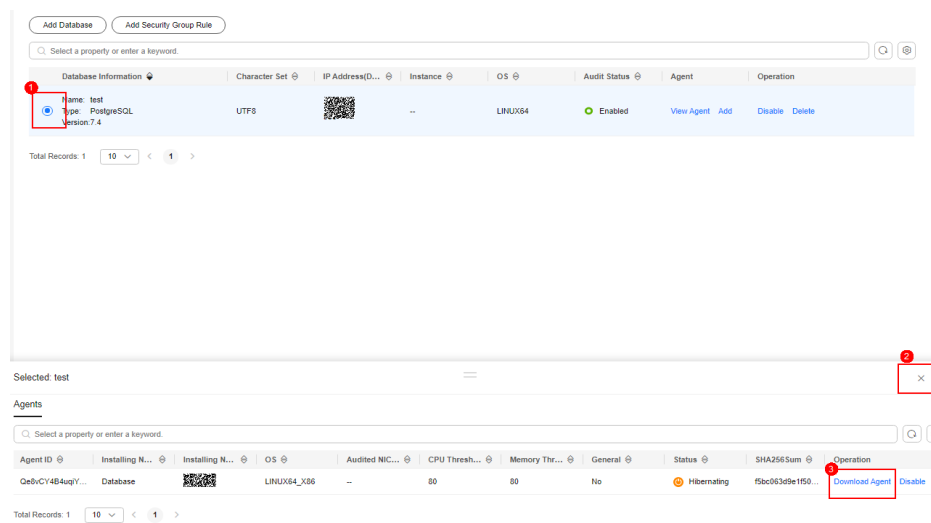 Add Database Add Security Group Rule
Select a property or enter a keyword.
Database Information Character Set IP Address(D... Instance OS Audit Status Agent Operation
1
Name: test
Type: PostgreSQL
Version:7.4
UTF8 -- LINUX64 Enabled View Agent Add Disable Delete
Total Records: 1 10 < 1 >
2
Selected: test
Agents
Select a property or enter a keyword.
Agent ID Installing N... Installing N... OS Audited NIC... CPU Thresh... Memory Thr... General Status SHA256Sum Operation
3
Qe8vCY4B4uqiY... Database LINUX64_X86 -- 80 80 No Hibernating f5bc063d9e1f50... Download Agent Disable
Total Records: 1 10 < 1 >